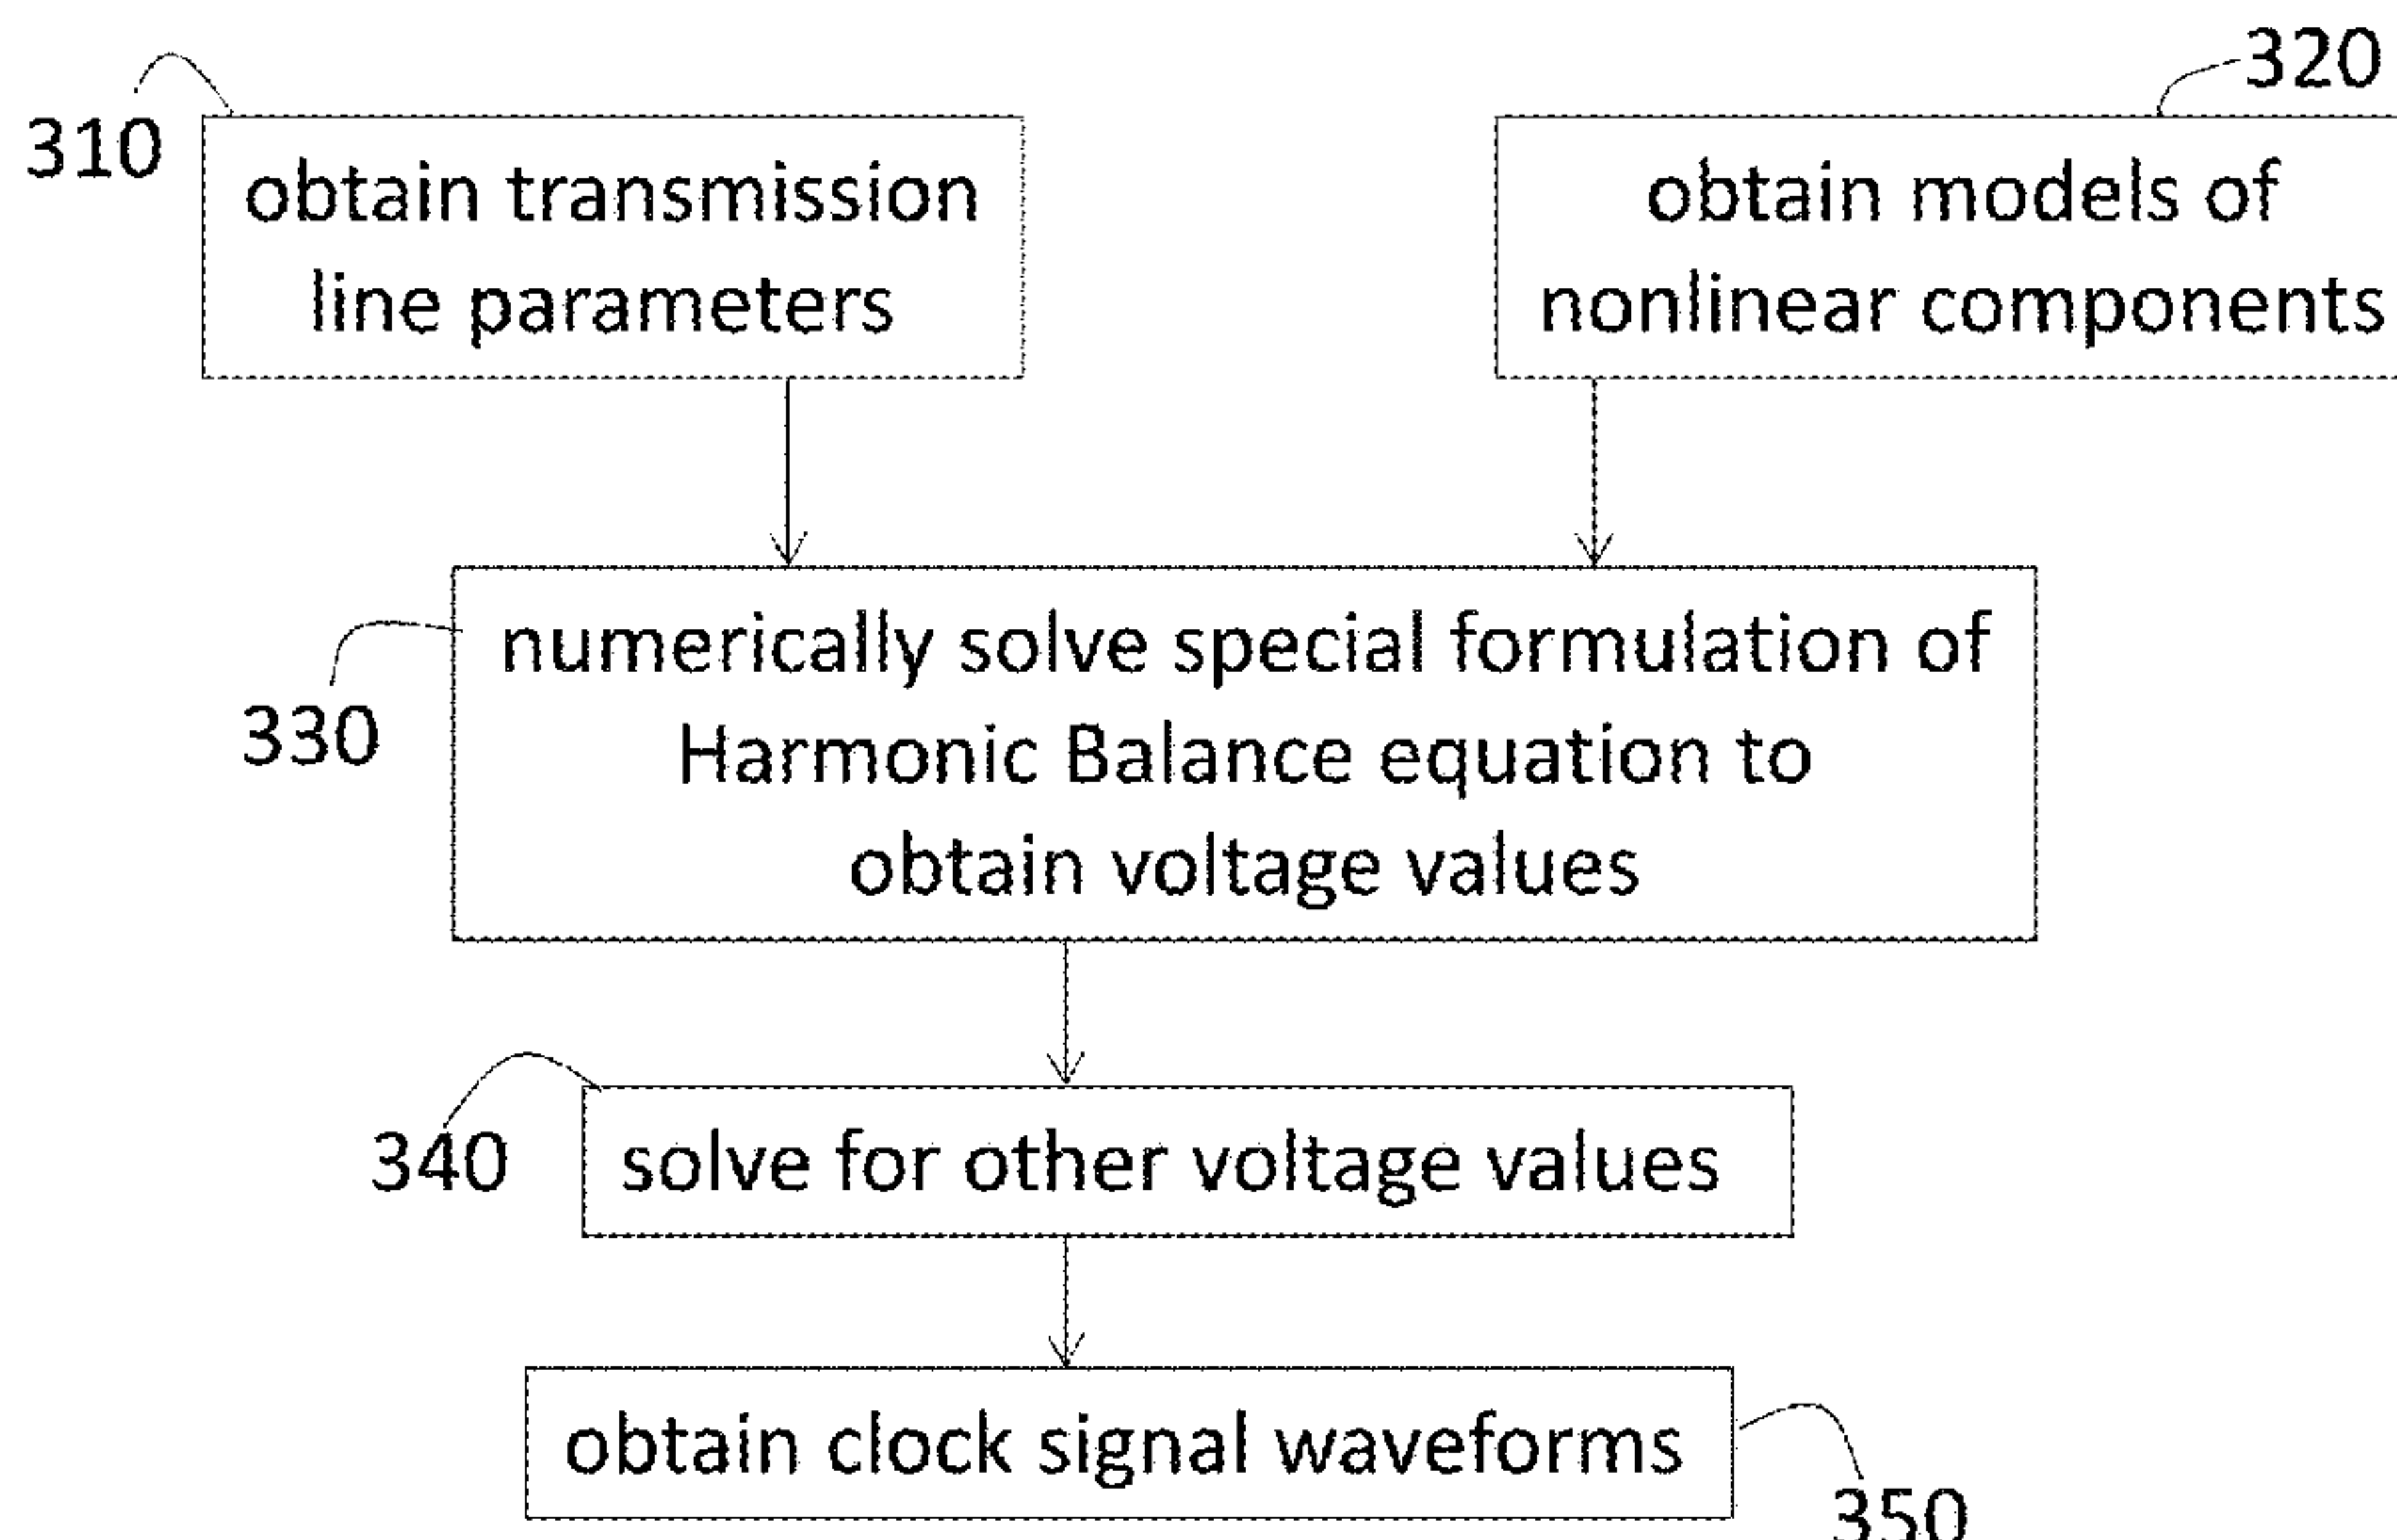 320
310
obtain transmission
line parameters
obtain models of
nonlinear components
330
numerically solve special formulation of
Harmonic Balance equation to
obtain voltage values
340
solve for other voltage values
obtain clock signal waveforms
350